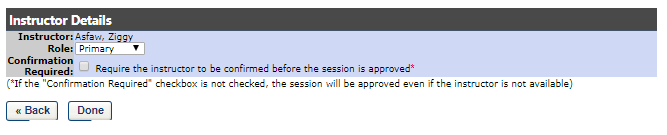 Instructor Details
Instructor: Asfaw, Ziggy
Role: Primary
Confirmation
Required: Require the instructor to be confirmed before the session is approved*
(*If the "Confirmation Required" checkbox is not checked, the session will be approved even if the instructor is not available)
« Back Done